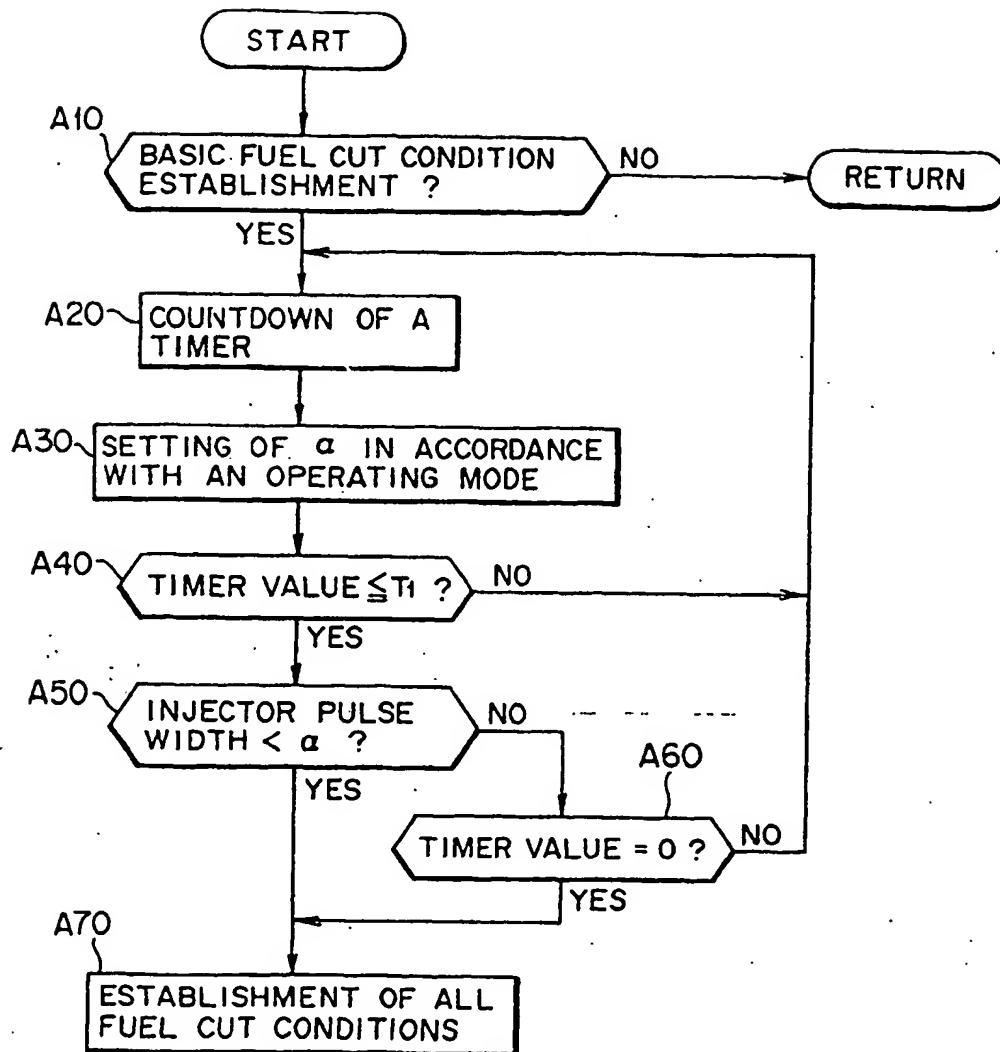 START
A10
BASIC FUEL CUT CONDITION
ESTABLISHMENT ?
NO
RETURN
YES
A20
COUNTDOWN OF A
TIMER
A30
SETTING OF α IN ACCORDANCE
WITH AN OPERATING MODE
A40
TIMER VALUE ≦ T1 ?
NO
YES
A50
INJECTOR PULSE
WIDTH < α ?
NO
YES
A60
TIMER VALUE = 0 ?
NO
YES
A70
ESTABLISHMENT OF ALL
FUEL CUT CONDITIONS